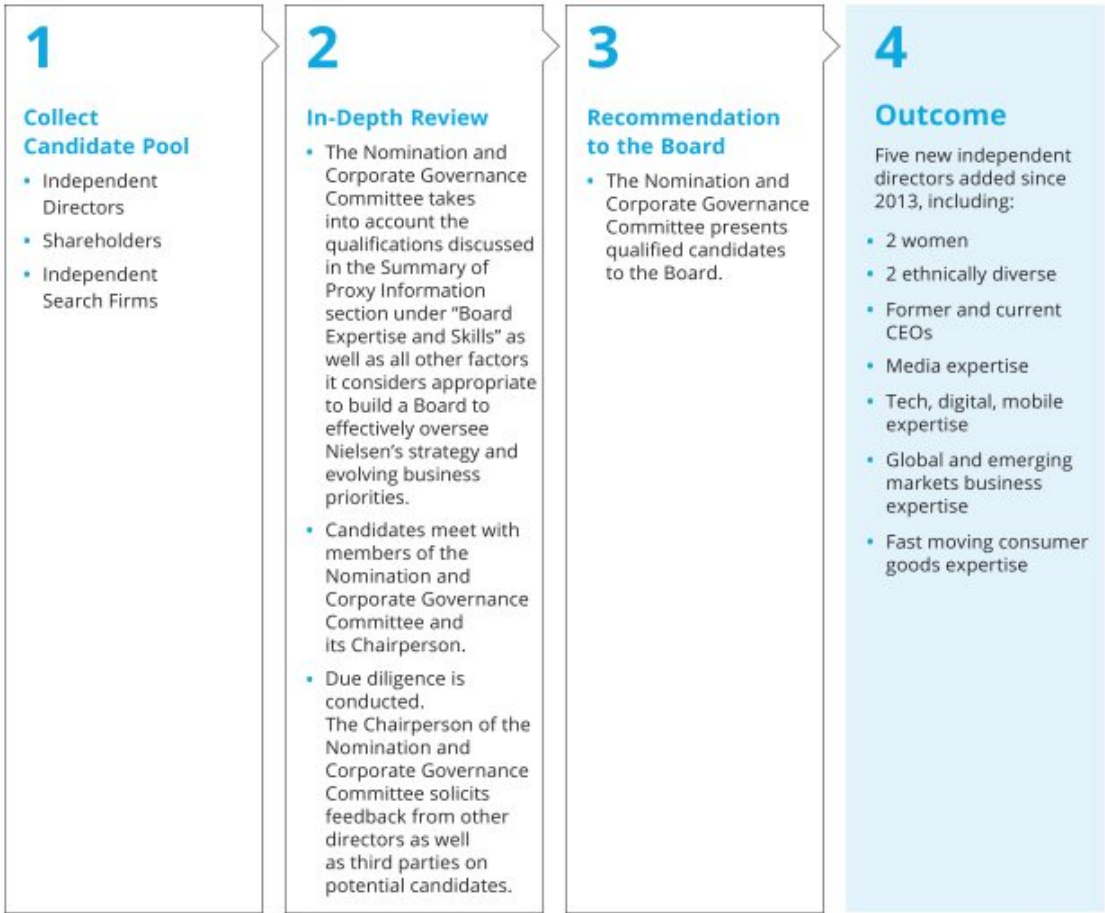 1
Collect
Candidate Pool
• Independent
Directors
• Shareholders
• Independent
Search Firms
2
In-Depth Review
• The Nomination and
Corporate Governance
Committee takes
into account the
qualifications discussed
in the Summary of
Proxy Information
section under “Board
Expertise and Skills” as
well as all other factors
it considers appropriate
to build a Board to
effectively oversee
Nielsen’s strategy and
evolving business
priorities.
• Candidates meet with
members of the
Nomination and
Corporate Governance
Committee and
its Chairperson.
• Due diligence is
conducted.
The Chairperson of the
Nomination and
Corporate Governance
Committee solicits
feedback from other
directors as well
as third parties on
potential candidates.
3
Recommendation
to the Board
• The Nomination and
Corporate Governance
Committee presents
qualified candidates
to the Board.
4
Outcome
Five new independent
directors added since
2013, including:
• 2 women
• 2 ethnically diverse
• Former and current
CEOs
• Media expertise
• Tech, digital, mobile
expertise
• Global and emerging
markets business
expertise
• Fast moving consumer
goods expertise